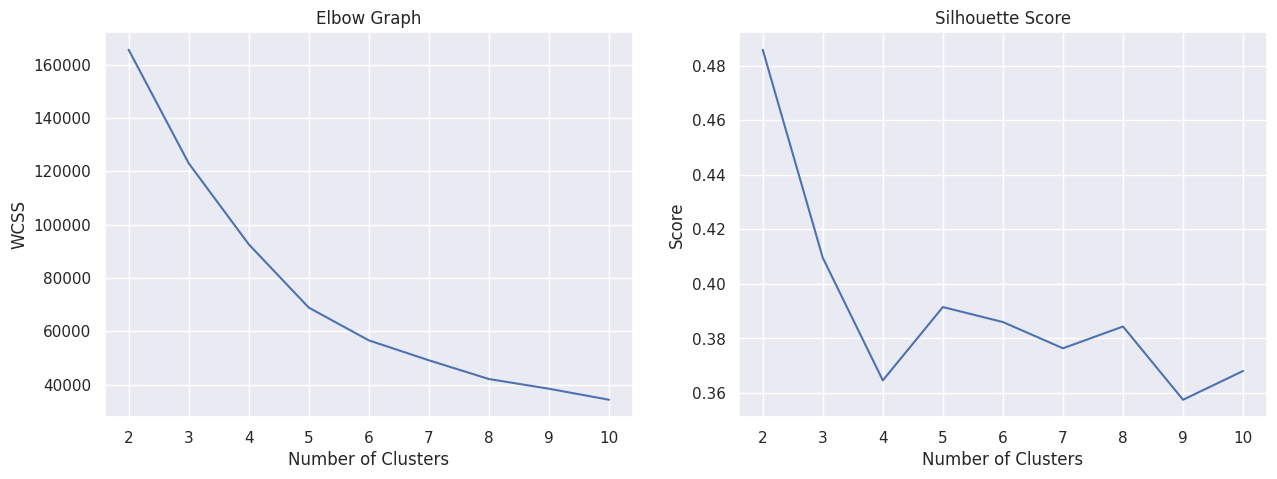 Elbow Graph
WCSS
160000
140000
120000
100000
80000
60000
40000
2 3 4 5 6 7 8 9 10
Number of Clusters
Silhouette Score
Score
0.48
0.46
0.44
0.42
0.40
0.38
0.36
2 3 4 5 6 7 8 9 10
Number of Clusters